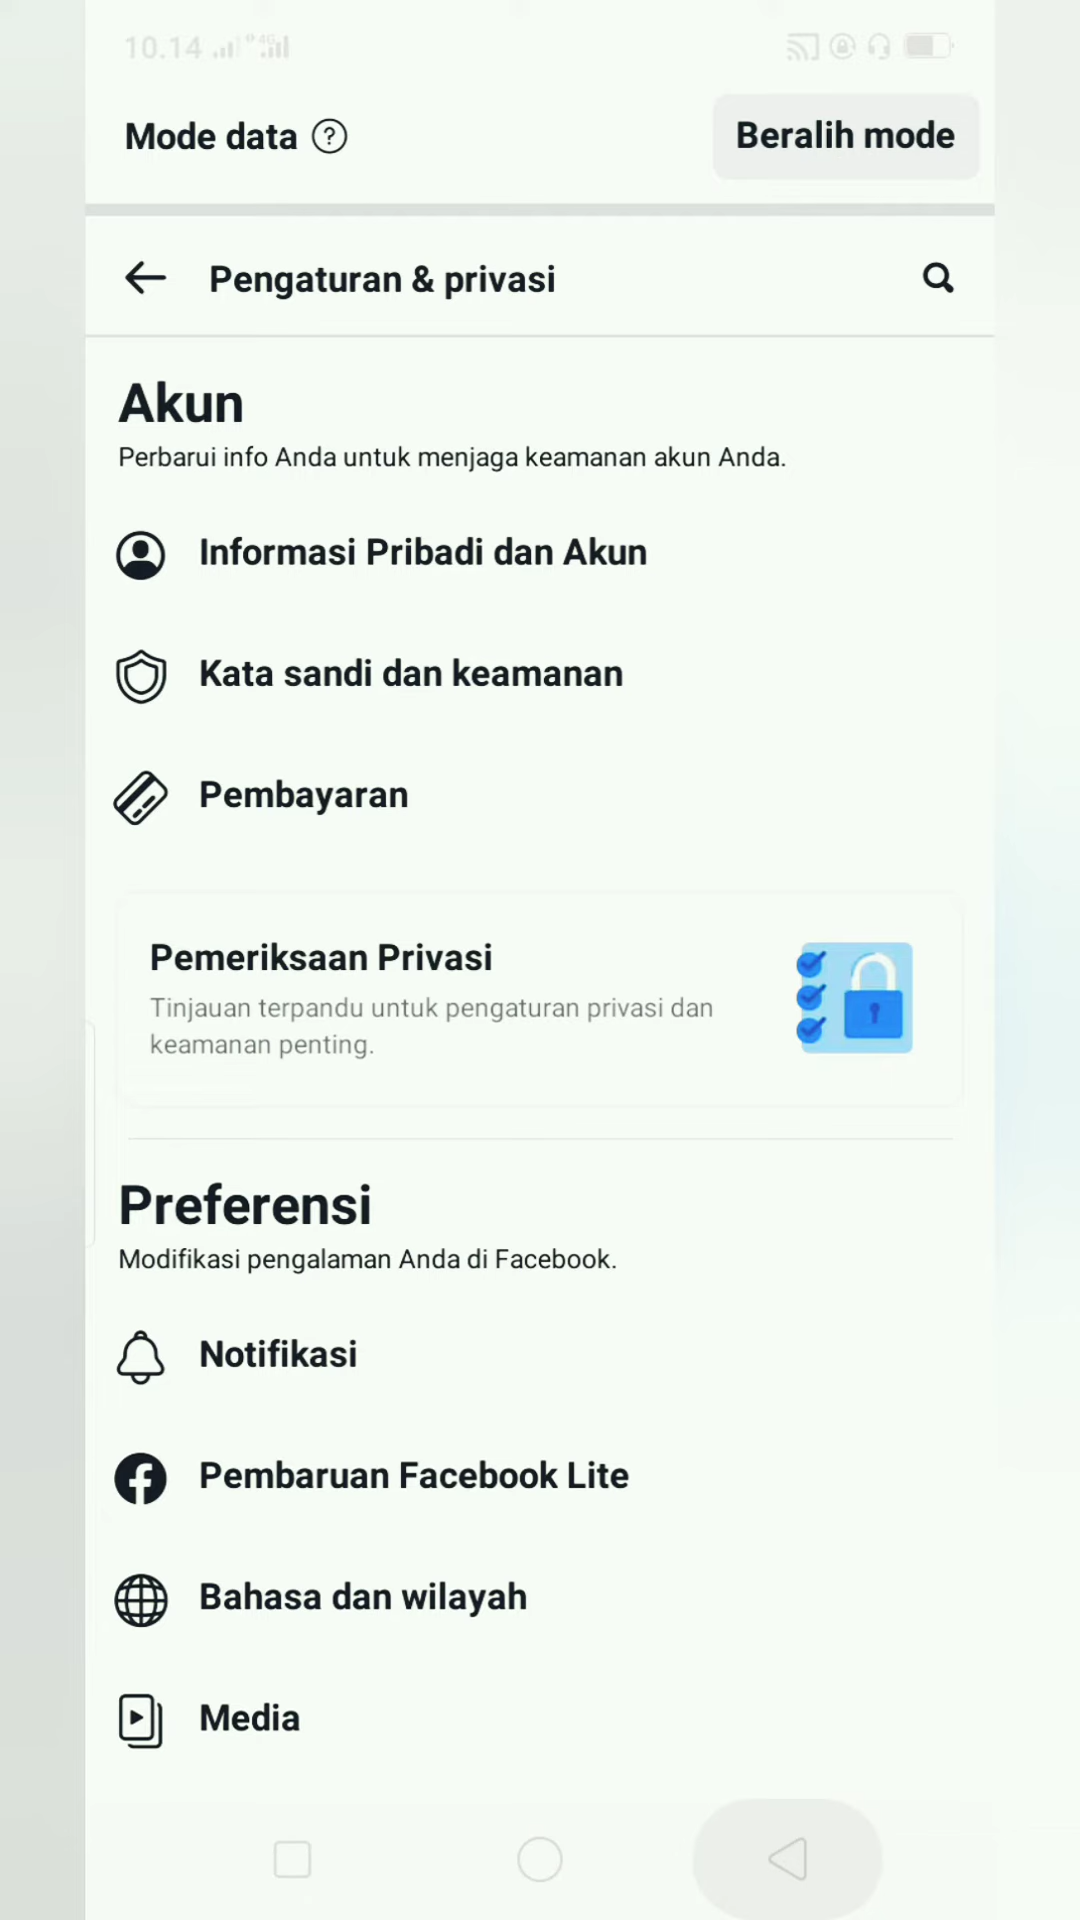 10.14 4G
Mode data ?
Beralih mode
Pengaturan & privasi
Akun
Perbarui info Anda untuk menjaga keamanan akun Anda.
Informasi Pribadi dan Akun
Kata sandi dan keamanan
Pembayaran
Pemeriksaan Privasi
Tinjauan terpandu untuk pengaturan privasi dan
keamanan penting.
Preferensi
Modifikasi pengalaman Anda di Facebook.
Notifikasi
Pembaruan Facebook Lite
Bahasa dan wilayah
Media